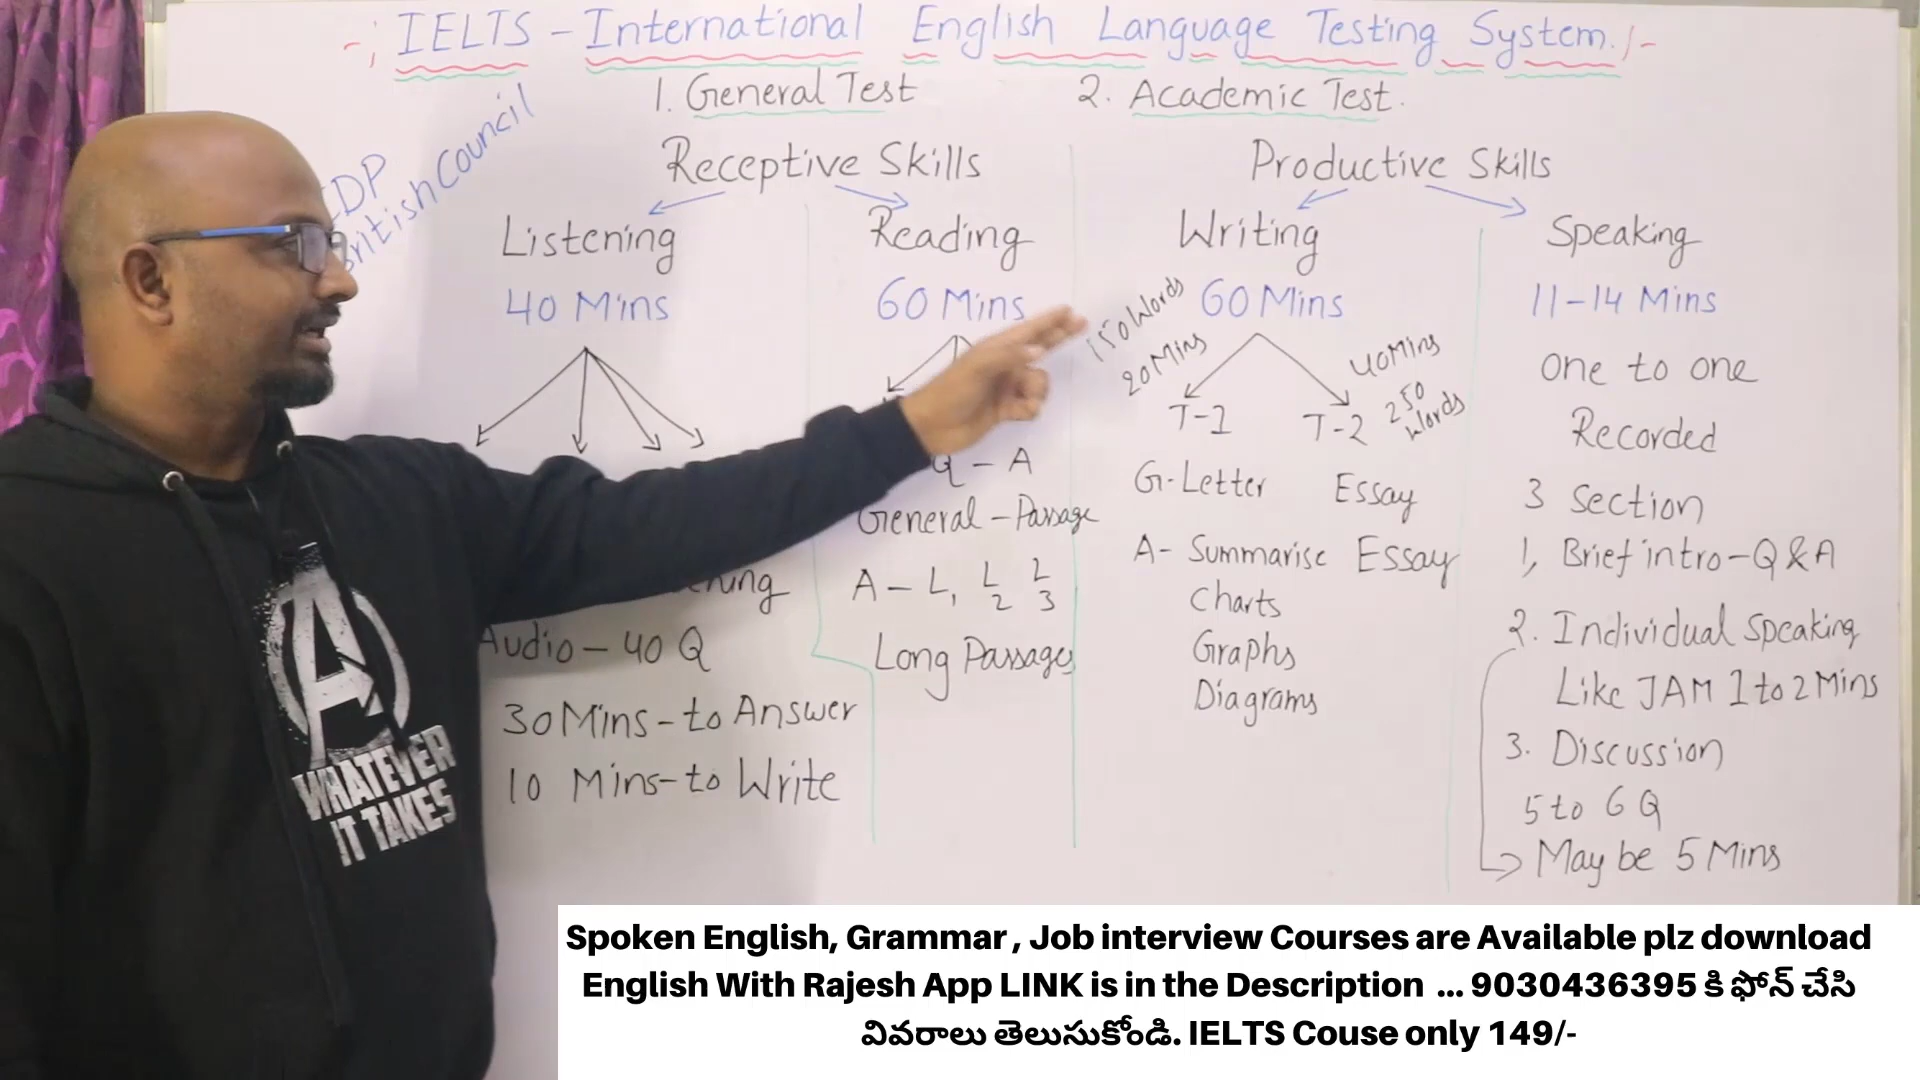 -; IELTS - International English Language Testing System. /-
1. General Test
2. Academic Test.
IDP
British Council
Receptive Skills
Productive Skills
Listening
Reading
Writing
Speaking
40 Mins
60 Mins
60 Mins
11-14 Mins
150 Words
20 Mins
40 Mins
250 Words
T-1
T-2
One to one
Recorded
Q - A
General - Passage
A - L, L L
1 2 3
Long Passages
G - Letter Essay
A - Summarise Essay
Charts
Graphs
Diagrams
3 Section
1, Brief intro - Q & A
2. Individual Speaking
Like JAM 1 to 2 Mins
3. Discussion
5 to 6 Q
May be 5 Mins
Audio - 40 Q
30 Mins - to Answer
10 Mins - to Write
A
WHATEVER
IT TAKES
Spoken English, Grammar , Job interview Courses are Available plz download
English With Rajesh App LINK is in the Description ... 9030436395 కి ఫోన్ చేసి
వివరాలు తెలుసుకోండి. IELTS Couse only 149/-